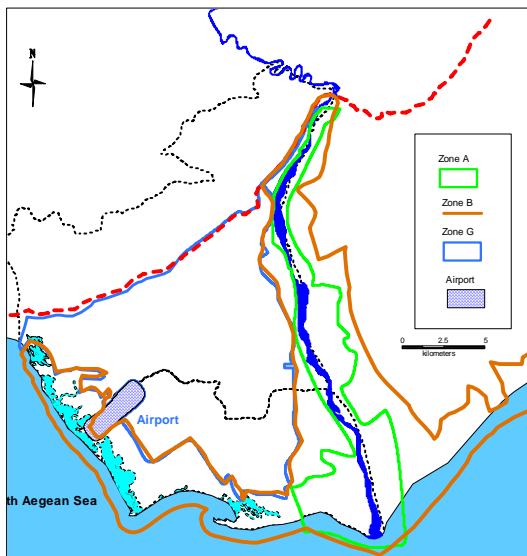 N
Zone A
Zone B
Zone G
Airport
0 2.5 5
kilometers
Airport
th Aegean Sea